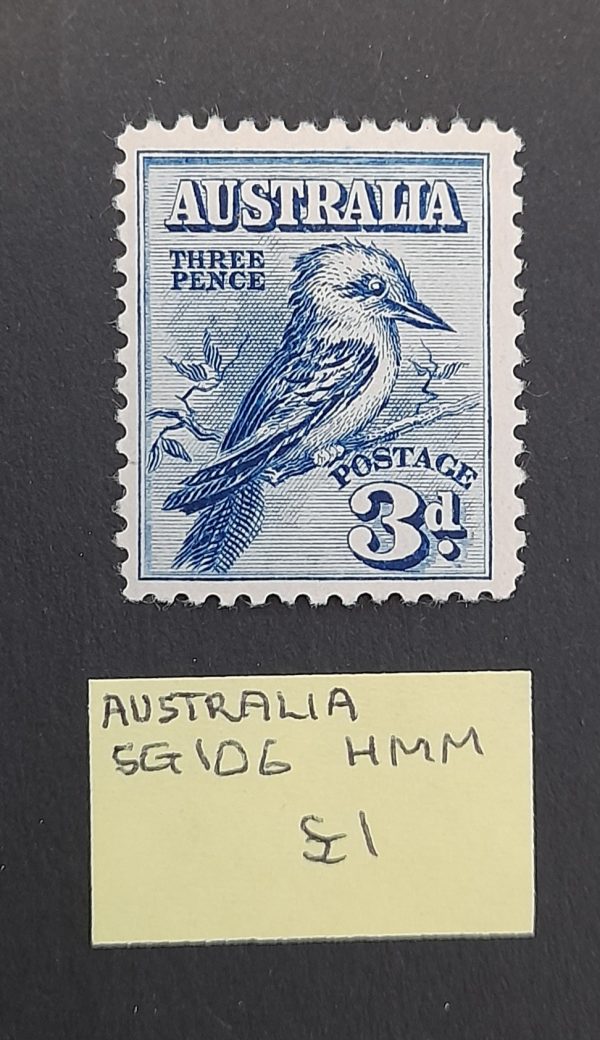 AUSTRALIA
THREE
PENCE
POSTAGE
3d.
AUSTRALIA
SG106 HMM
£1